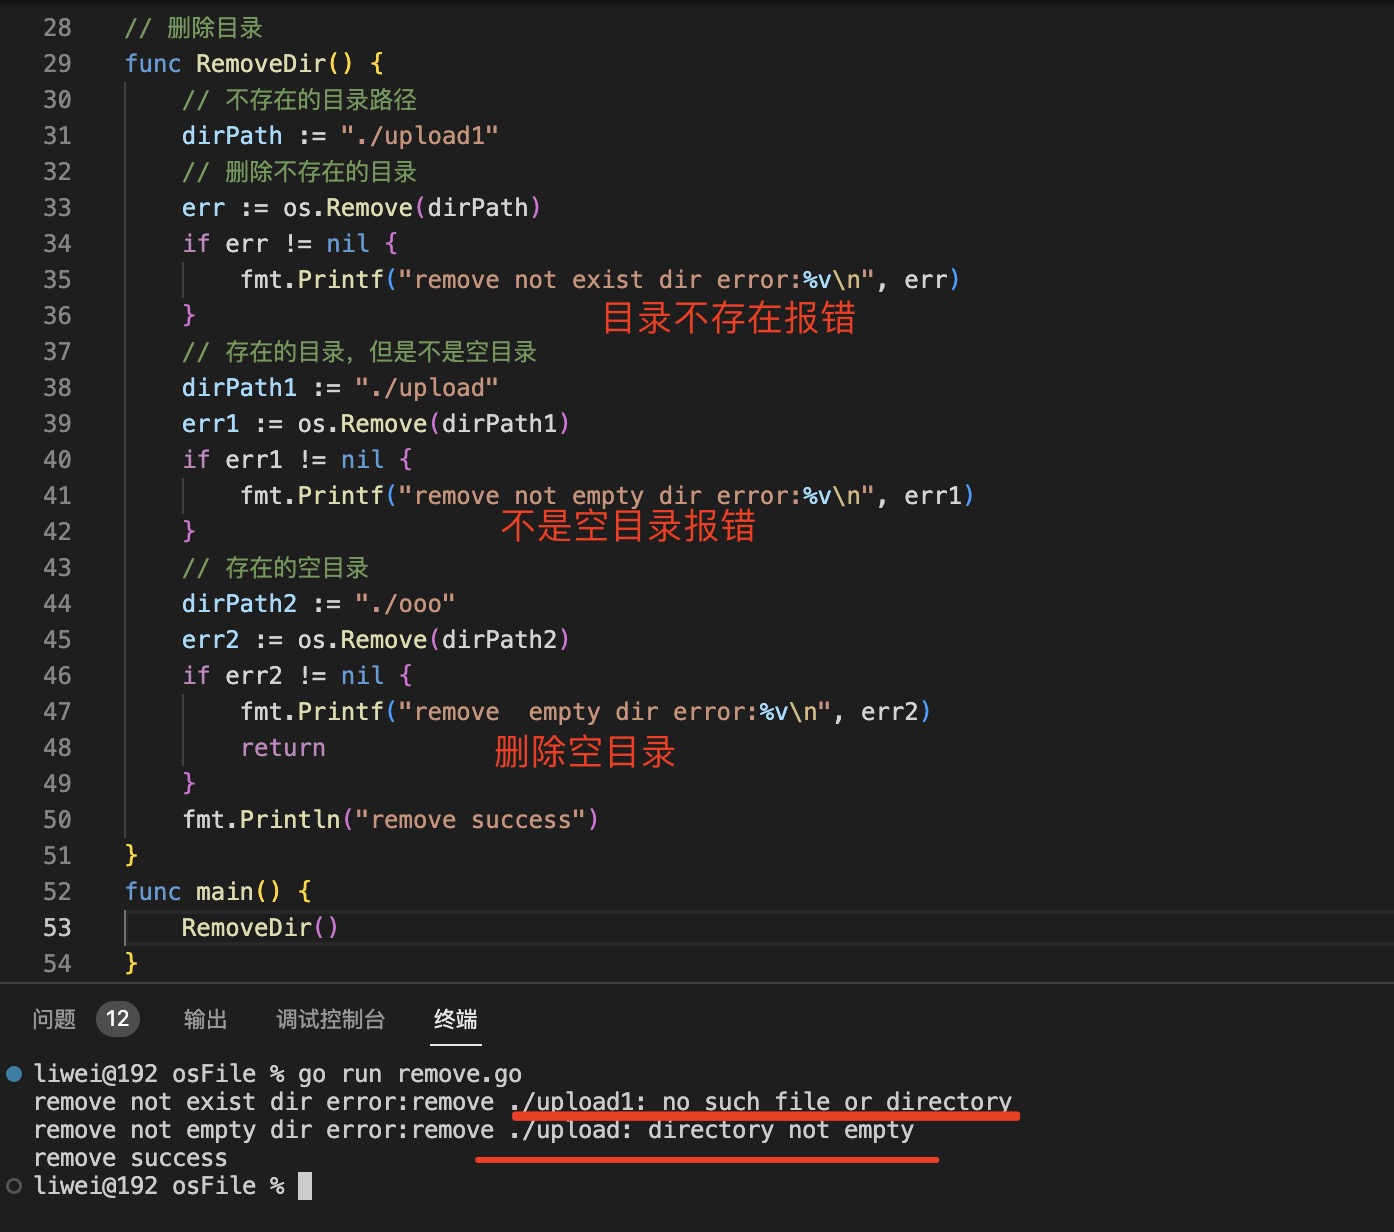 28 // 删除目录
29 func RemoveDir() {
30 // 不存在的目录路径
31 dirPath := "./upload1"
32 // 删除不存在的目录
33 err := os.Remove(dirPath)
34 if err != nil {
35 fmt.Printf("remove not exist dir error:%v\n", err)
36 }
目录不存在报错
37 // 存在的目录，但是不是空目录
38 dirPath1 := "./upload"
39 err1 := os.Remove(dirPath1)
40 if err1 != nil {
41 fmt.Printf("remove not empty dir error:%v\n", err1)
42 }
不是空目录报错
43 // 存在的空目录
44 dirPath2 := "./ooo"
45 err2 := os.Remove(dirPath2)
46 if err2 != nil {
47 fmt.Printf("remove  empty dir error:%v\n", err2)
48 return
删除空目录
49 }
50 fmt.Println("remove success")
51 }
52 func main() {
53 RemoveDir()
54 }
问题 12 输出 调试控制台 终端
liwei@192 osFile % go run remove.go
remove not exist dir error:remove ./upload1: no such file or directory
remove not empty dir error:remove ./upload: directory not empty
remove success
liwei@192 osFile %